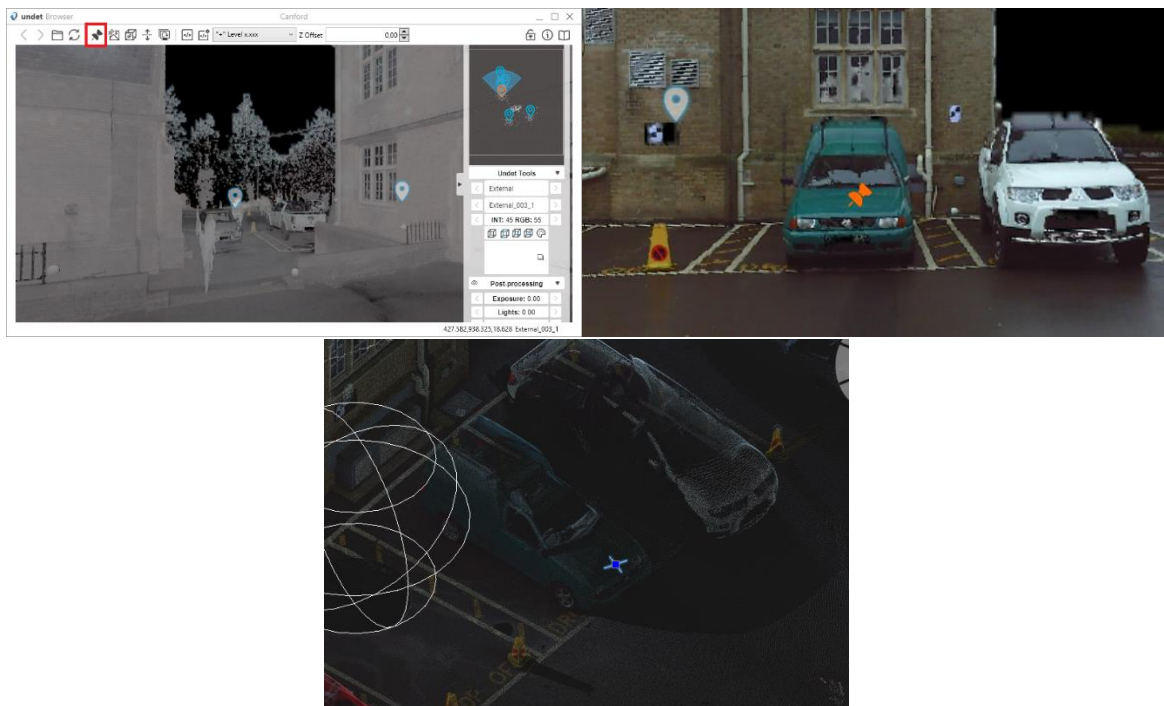 undet Browser
Canford
"+" Level x.xxx
Z Offset
0.00
Undet Tools
External
External_003_1
INT: 45 RGB: 55
Post-processing
Exposure: 0.00
Lights: 0.00
427.582,938.325,18.628 External_003_1